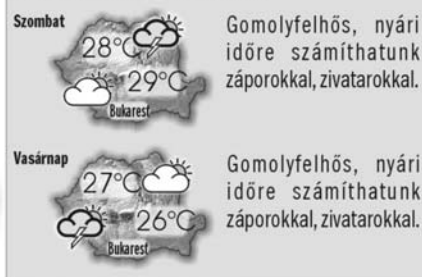 Szombat
28°C
29°C
Bukarest
Gomolyfelhős, nyári
időre számíthatunk
záporokkal, zivatarokkal.
Vasárnap
27°C
26°C
Bukarest
Gomolyfelhős, nyári
időre számíthatunk
záporokkal, zivatarokkal.